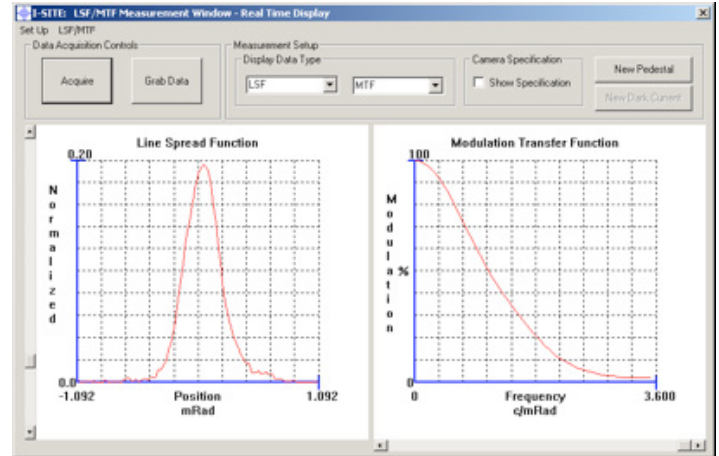 I-SITE: LSF/MTF Measurement Window - Real Time Display
Set Up LSF/MTF
Data Acquisition Controls
Acquire
Grab Data
Measurement Setup
Display Data Type
LSF
MTF
Camera Specification
Show Specification
New Pedestal
New Dark Current
Line Spread Function
0.20
Normalized
0.0
-1.092
Position
1.092
mRad
Modulation Transfer Function
100
Modulation
%
0
0
Frequency
3.600
c/mRad